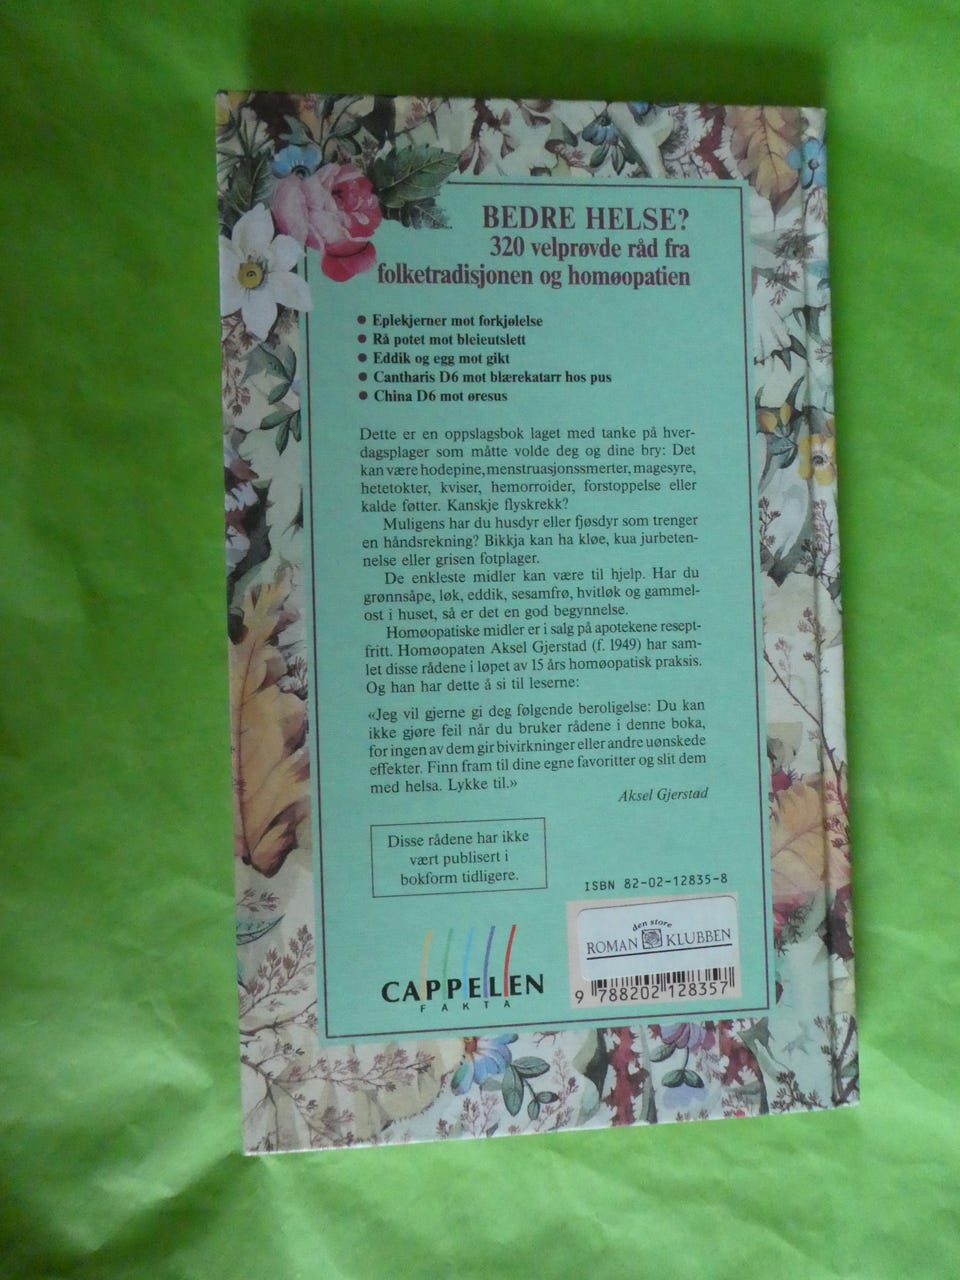 BEDRE HELSE?
320 velprøvde råd fra
folketradisjonen og homøopatien
● Eplekjerner mot forkjølelse
● Rå potet mot bleieutslett
● Eddik og egg mot gikt
● Cantharis D6 mot blærekatarr hos pus
● China D6 mot øresus
Dette er en oppslagsbok laget med tanke på hver-
dagsplager som måtte volde deg og dine bry: Det
kan være hodepine, menstruasjonssmerter, magesyre,
hetetokter, kviser, hemorroider, forstoppelse eller
kalde føtter. Kanskje flyskrekk?
Muligens har du husdyr eller fjøsdyr som trenger
en håndsrekning? Bikkja kan ha kløe, kua jurbeten-
nelse eller grisen fotplager.
De enkleste midler kan være til hjelp. Har du
grønnsåpe, løk, eddik, sesamfrø, hvitløk og gammel-
ost i huset, så er det en god begynnelse.
Homøopatiske midler er i salg på apotekene resept-
fritt. Homøopaten Aksel Gjerstad (f. 1949) har sam-
let disse rådene i løpet av 15 års homøopatisk praksis.
Og han har dette å si til leserne:
«Jeg vil gjerne gi deg følgende beroligelse: Du kan
ikke gjøre feil når du bruker rådene i denne boka,
for ingen av dem gir bivirkninger eller andre uønskede
effekter. Finn fram til dine egne favoritter og slit dem
med helsa. Lykke til.»
Aksel Gjerstad
Disse rådene har ikke
vært publisert i
bokform tidligere.
ISBN 82-02-12835-8
den store
ROMAN KLUBBEN
9 788202 128357
CAPPELEN
FAKTA